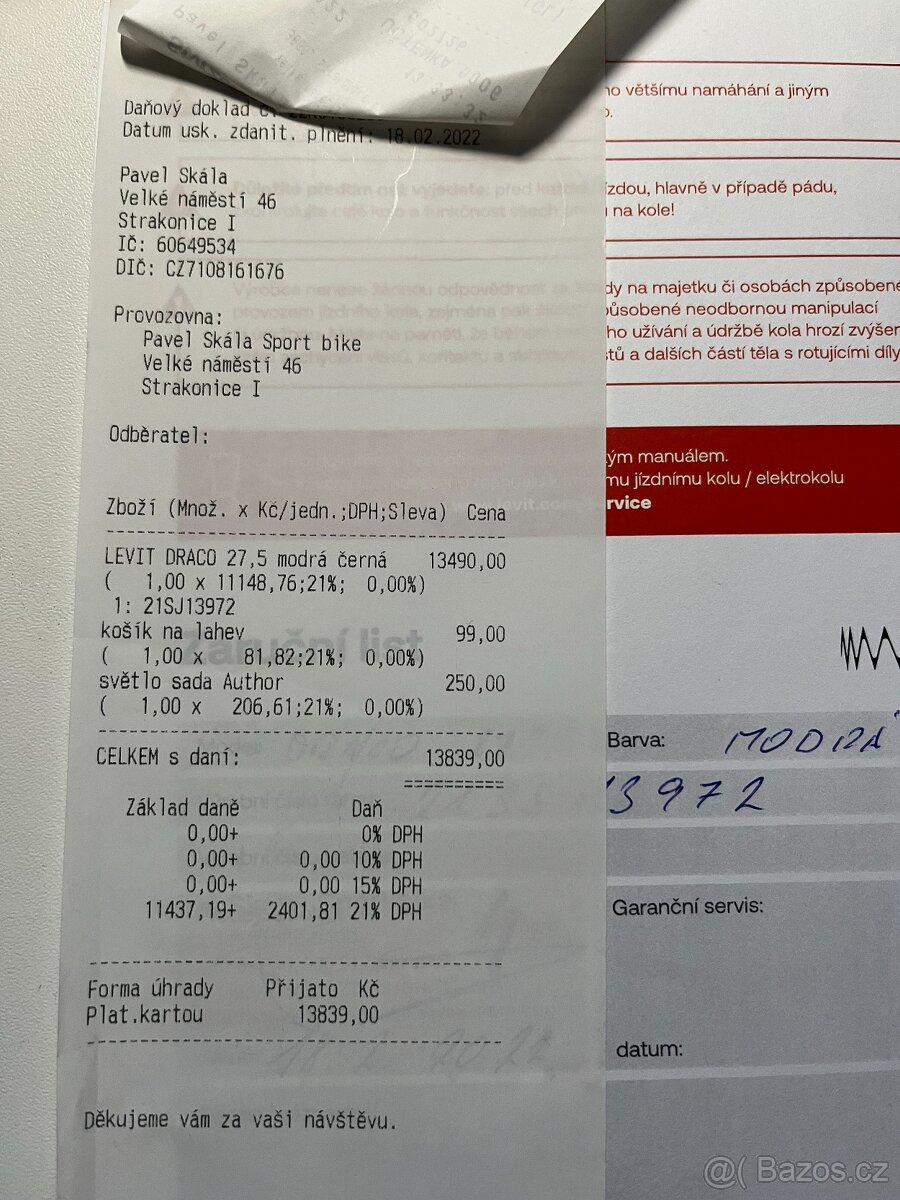 UČTENKA 0006
Daňový doklad č.
Datum usk. zdanit. plnění: 18.02.2022
Pavel Skála
Velké náměstí 46
Strakonice I
IČ: 60649534
DIČ: CZ7108161676
Provozovna:
Pavel Skála Sport bike
Velké náměstí 46
Strakonice I
Odběratel:
Zboží (Množ. x Kč/jedn.;DPH;Sleva) Cena
LEVIT DRACO 27,5 modrá černá 13490,00
( 1,00 x 11148,76;21%; 0,00%)
1: 21SJ13972
košík na lahev 99,00
( 1,00 x 81,82;21%; 0,00%)
světlo sada Author 250,00
( 1,00 x 206,61;21%; 0,00%)
CELKEM s daní: 13839,00
Základ daně Daň
0,00+ 0% DPH
0,00+ 0,00 10% DPH
0,00+ 0,00 15% DPH
11437,19+ 2401,81 21% DPH
Forma úhrady Přijato Kč
Plat.kartou 13839,00
Děkujeme vám za vaši návštěvu.
většímu namáhání a jiným
jízdou, hlavně v případě pádu,
na kole!
dy na majetku či osobách způsobené
působené neodbornou manipulací
ho užívání a údržbě kola hrozí zvýšen
stů a dalších částí těla s rotujícími díly
kým manuálem.
mu jízdnímu kolu / elektrokolu
rvice
Záruční list
Barva: MODRÁ
13972
Garanční servis:
datum:
@( Bazos.cz